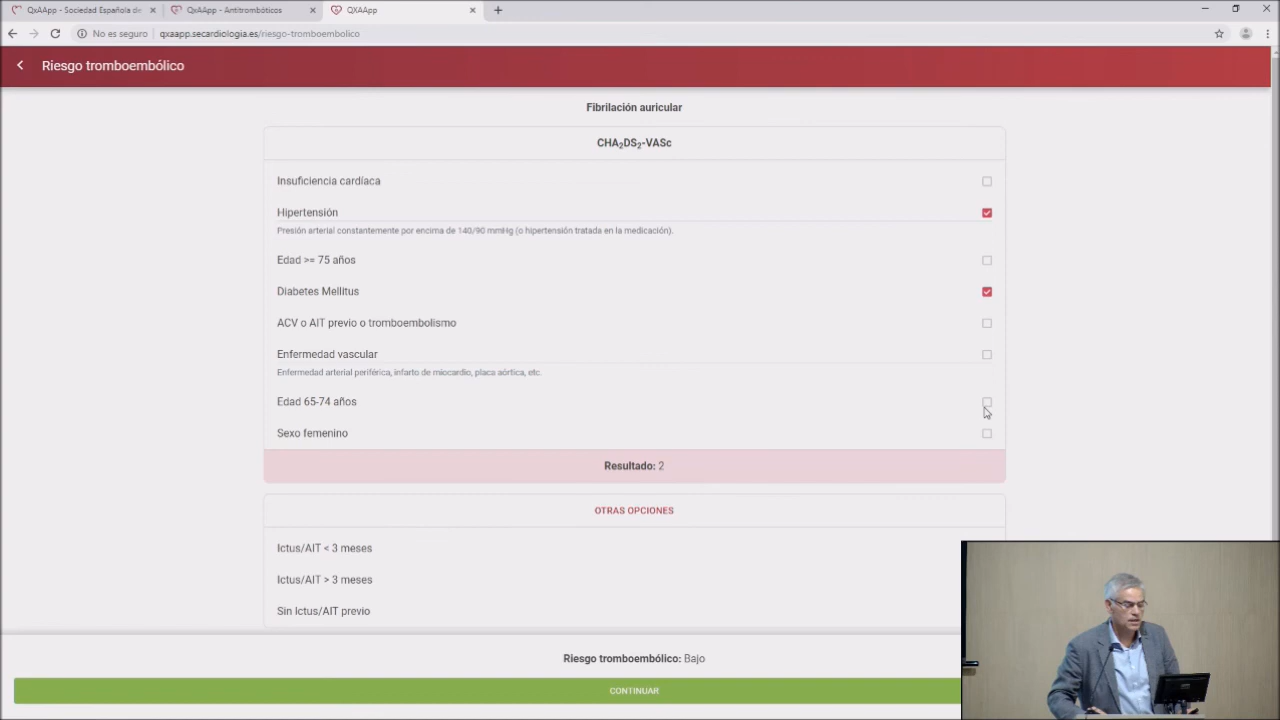 QxAApp - Sociedad Española de
QxAApp - Antitrombóticos
QXAApp
No es seguro
qxaapp.secardiologia.es/riesgo-tromboembolico
Riesgo tromboembólico
Fibrilación auricular
CHA2DS2-VASc
Insuficiencia cardíaca
Hipertensión
Presión arterial constantemente por encima de 140/90 mmHg (o hipertensión tratada en la medicación).
Edad >= 75 años
Diabetes Mellitus
ACV o AIT previo o tromboembolismo
Enfermedad vascular
Enfermedad arterial periférica, infarto de miocardio, placa aórtica, etc.
Edad 65-74 años
Sexo femenino
Resultado: 2
OTRAS OPCIONES
Ictus/AIT < 3 meses
Ictus/AIT > 3 meses
Sin Ictus/AIT previo
Riesgo tromboembólico: Bajo
CONTINUAR